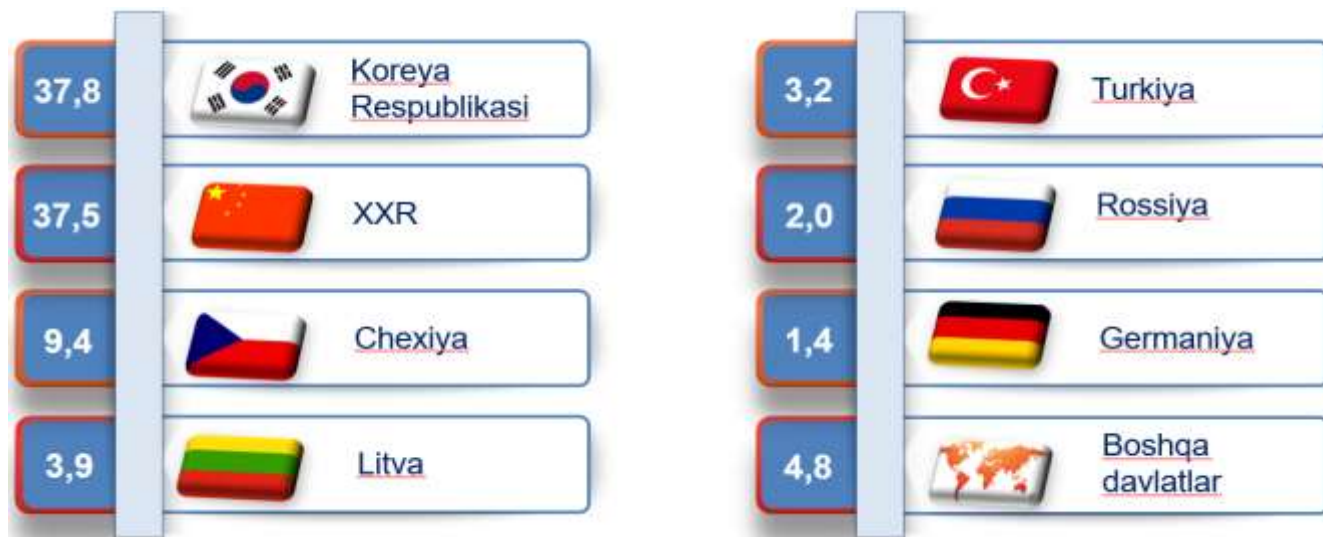 37,8
Koreya
Respublikasi
37,5
XXR
9,4
Chexiya
3,9
Litva
3,2
Turkiya
2,0
Rossiya
1,4
Germaniya
4,8
Boshqa
davlatlar